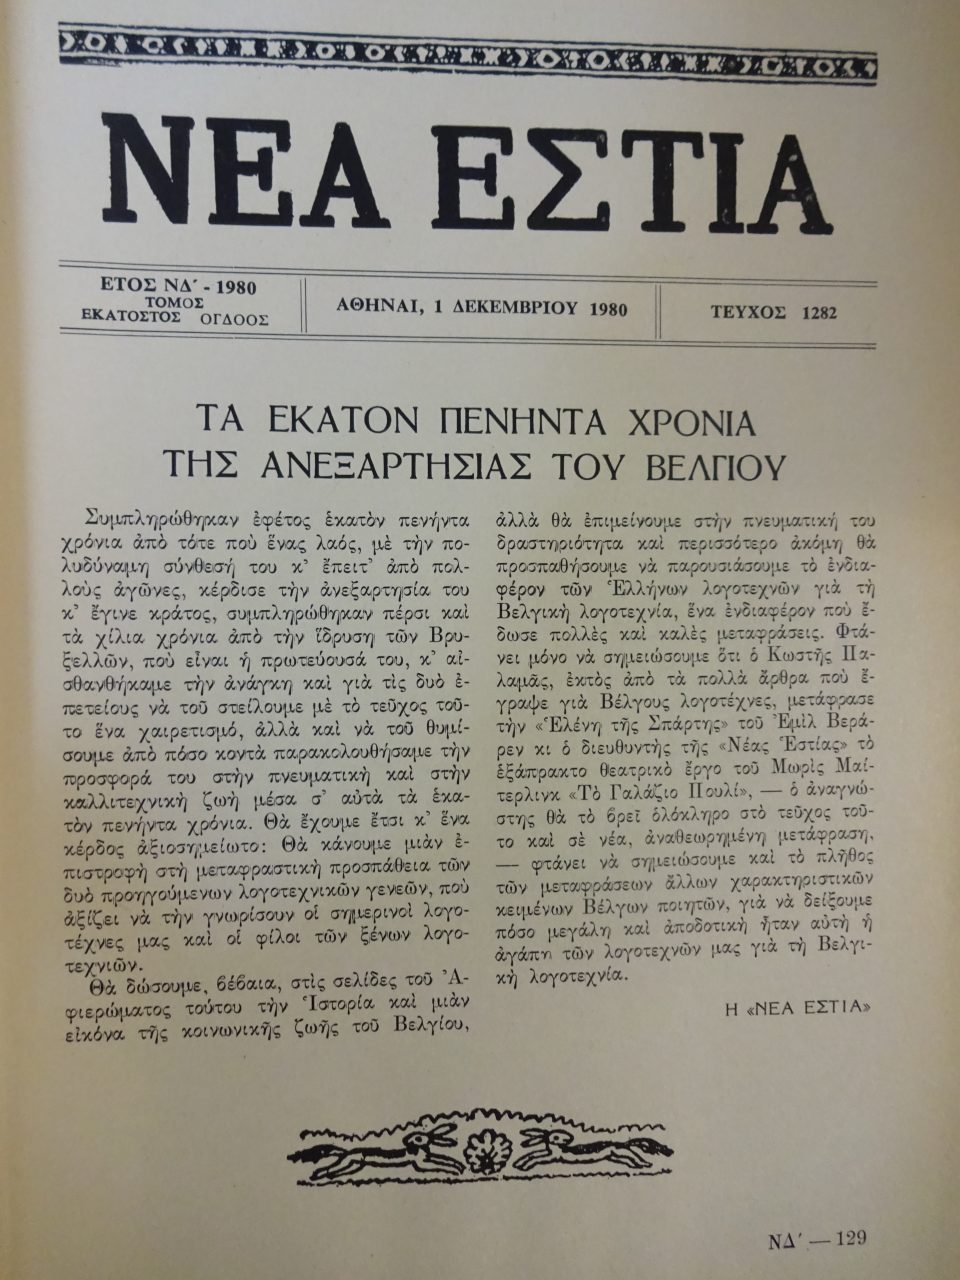 ΝΕΑ ΕΣΤΙΑ
ΕΤΟΣ ΝΔ΄ - 1980
ΤΟΜΟΣ
ΕΚΑΤΟΣΤΟΣ ΟΓΔΟΟΣ
ΑΘΗΝΑΙ, 1 ΔΕΚΕΜΒΡΙΟΥ 1980
ΤΕΥΧΟΣ 1282
ΤΑ ΕΚΑΤΟΝ ΠΕΝΗΝΤΑ ΧΡΟΝΙΑ
ΤΗΣ ΑΝΕΞΑΡΤΗΣΙΑΣ ΤΟΥ ΒΕΛΓΙΟΥ
Συμπληρώθηκαν ἐφέτος ἑκατὸν πενήντα
χρόνια ἀπὸ τότε ποὺ ἕνας λαός, μὲ τὴν πο-
λυδύναμη σύνθεσή του κ᾿ ἔπειτ᾿ ἀπὸ πολ-
λοὺς ἀγῶνες, κέρδισε τὴν ἀνεξαρτησία του
κ᾿ ἔγινε κράτος, συμπληρώθηκαν πέρσι καὶ
τὰ χίλια χρόνια ἀπὸ τὴν ἵδρυση τῶν Βρυ-
ξελλῶν, ποὺ εἶναι ἡ πρωτεύουσά του, κ᾿ αἰ-
σθανθήκαμε τὴν ἀνάγκη καὶ γιὰ τὶς δυὸ ἐ-
πετείους νὰ τοῦ στείλουμε μὲ τὸ τεῦχος τοῦ-
το ἕνα χαιρετισμό, ἀλλὰ καὶ νὰ τοῦ θυμί-
σουμε ἀπὸ πόσο κοντὰ παρακολουθήσαμε τὴν
προσφορά του στὴν πνευματικὴ καὶ στὴν
καλλιτεχνικὴ ζωὴ μέσα σ᾿ αὐτὰ τὰ ἑκα-
τὸν πενήντα χρόνια. Θὰ ἔχουμε ἔτσι κ᾿ ἕνα
κέρδος ἀξιοσημείωτο: Θὰ κάνουμε μιὰν ἐ-
πιστροφὴ στὴ μεταφραστικὴ προσπάθεια τῶν
δυὸ προηγούμενων λογοτεχνικῶν γενεῶν, ποὺ
ἀξίζει νὰ τὴν γνωρίσουν οἱ σημερινοὶ λογο-
τέχνες μας καὶ οἱ φίλοι τῶν ξένων λογο-
τεχνιῶν.
Θὰ δώσουμε, βέβαια, στὶς σελίδες τοῦ ᾿Α-
φιερώματος τούτου τὴν Ἱστορία καὶ μιὰν
εἰκόνα τῆς κοινωνικῆς ζωῆς τοῦ Βελγίου,
ἀλλὰ θὰ ἐπιμείνουμε στὴν πνευματική του
δραστηριότητα καὶ περισσότερο ἀκόμη θὰ
προσπαθήσουμε νὰ παρουσιάσουμε τὸ ἐνδια-
φέρον τῶν Ἑλλήνων λογοτεχνῶν γιὰ τὴ
Βελγικὴ λογοτεχνία, ἕνα ἐνδιαφέρον ποὺ ἔ-
δωσε πολλὲς καὶ καλὲς μεταφράσεις. Φτά-
νει μόνο νὰ σημειώσουμε ὅτι ὁ Κωστῆς Πα-
λαμᾶς, ἐκτὸς ἀπὸ τὰ πολλὰ ἄρθρα ποὺ ἔ-
γραψε γιὰ Βέλγους λογοτέχνες, μετάφρασε
τὴν «Ἑλένη τῆς Σπάρτης» τοῦ Ἐμὶλ Βερά-
ρεν κι ὁ διευθυντὴς τῆς «Νέας Ἑστίας» τὸ
ἑξάπρακτο θεατρικὸ ἔργο τοῦ Μωρὶς Μαί-
τερλινγκ «Τὸ Γαλάζιο Πουλί», — ὁ ἀναγνώ-
στης θὰ τὸ βρεῖ ὁλόκληρο στὸ τεῦχος τοῦ-
το καὶ σὲ νέα, ἀναθεωρημένη μετάφραση,
— φτάνει νὰ σημειώσουμε καὶ τὸ πλῆθος
τῶν μεταφράσεων ἄλλων χαρακτηριστικῶν
κειμένων Βέλγων ποιητῶν, γιὰ νὰ δείξουμε
πόσο μεγάλη καὶ ἀποδοτικὴ ἦταν αὐτὴ ἡ
ἀγάπη τῶν λογοτεχνῶν μας γιὰ τὴ Βελγι-
κὴ λογοτεχνία.
Η «ΝΕΑ ΕΣΤΙΑ»
ΝΔ΄ — 129